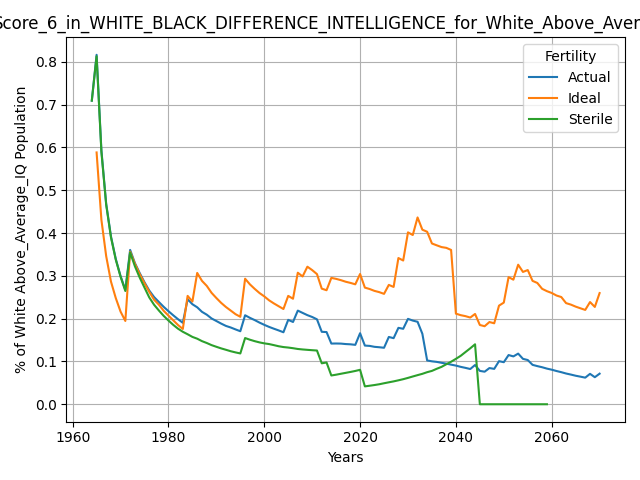 Score_6_in_WHITE_BLACK_DIFFERENCE_INTELLIGENCE_for_White_Above_Aver
% of White Above_Average_IQ Population
0.8
0.7
0.6
0.5
0.4
0.3
0.2
0.1
0.0
Fertility
Actual
Ideal
Sterile
1960 1980 2000 2020 2040 2060
Years